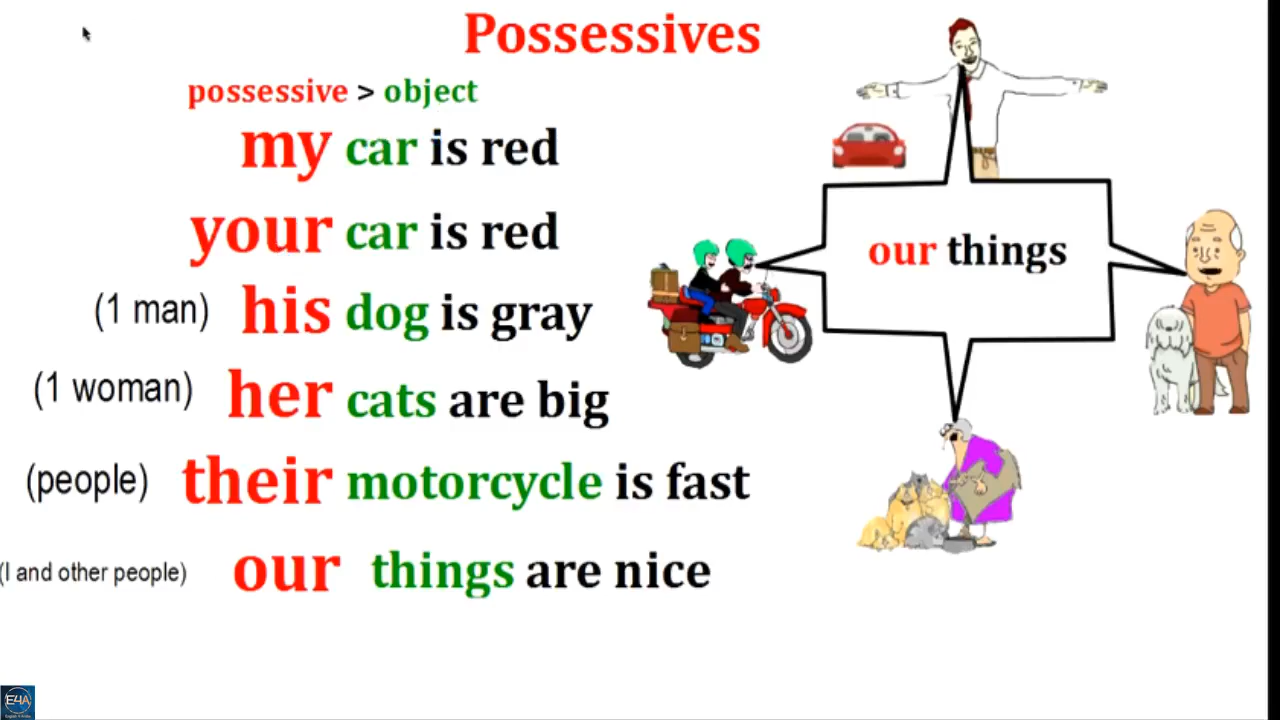 Possessives
possessive > object
my car is red
your car is red
(1 man) his dog is gray
(1 woman) her cats are big
(people) their motorcycle is fast
(I and other people) our things are nice
our things
E4A